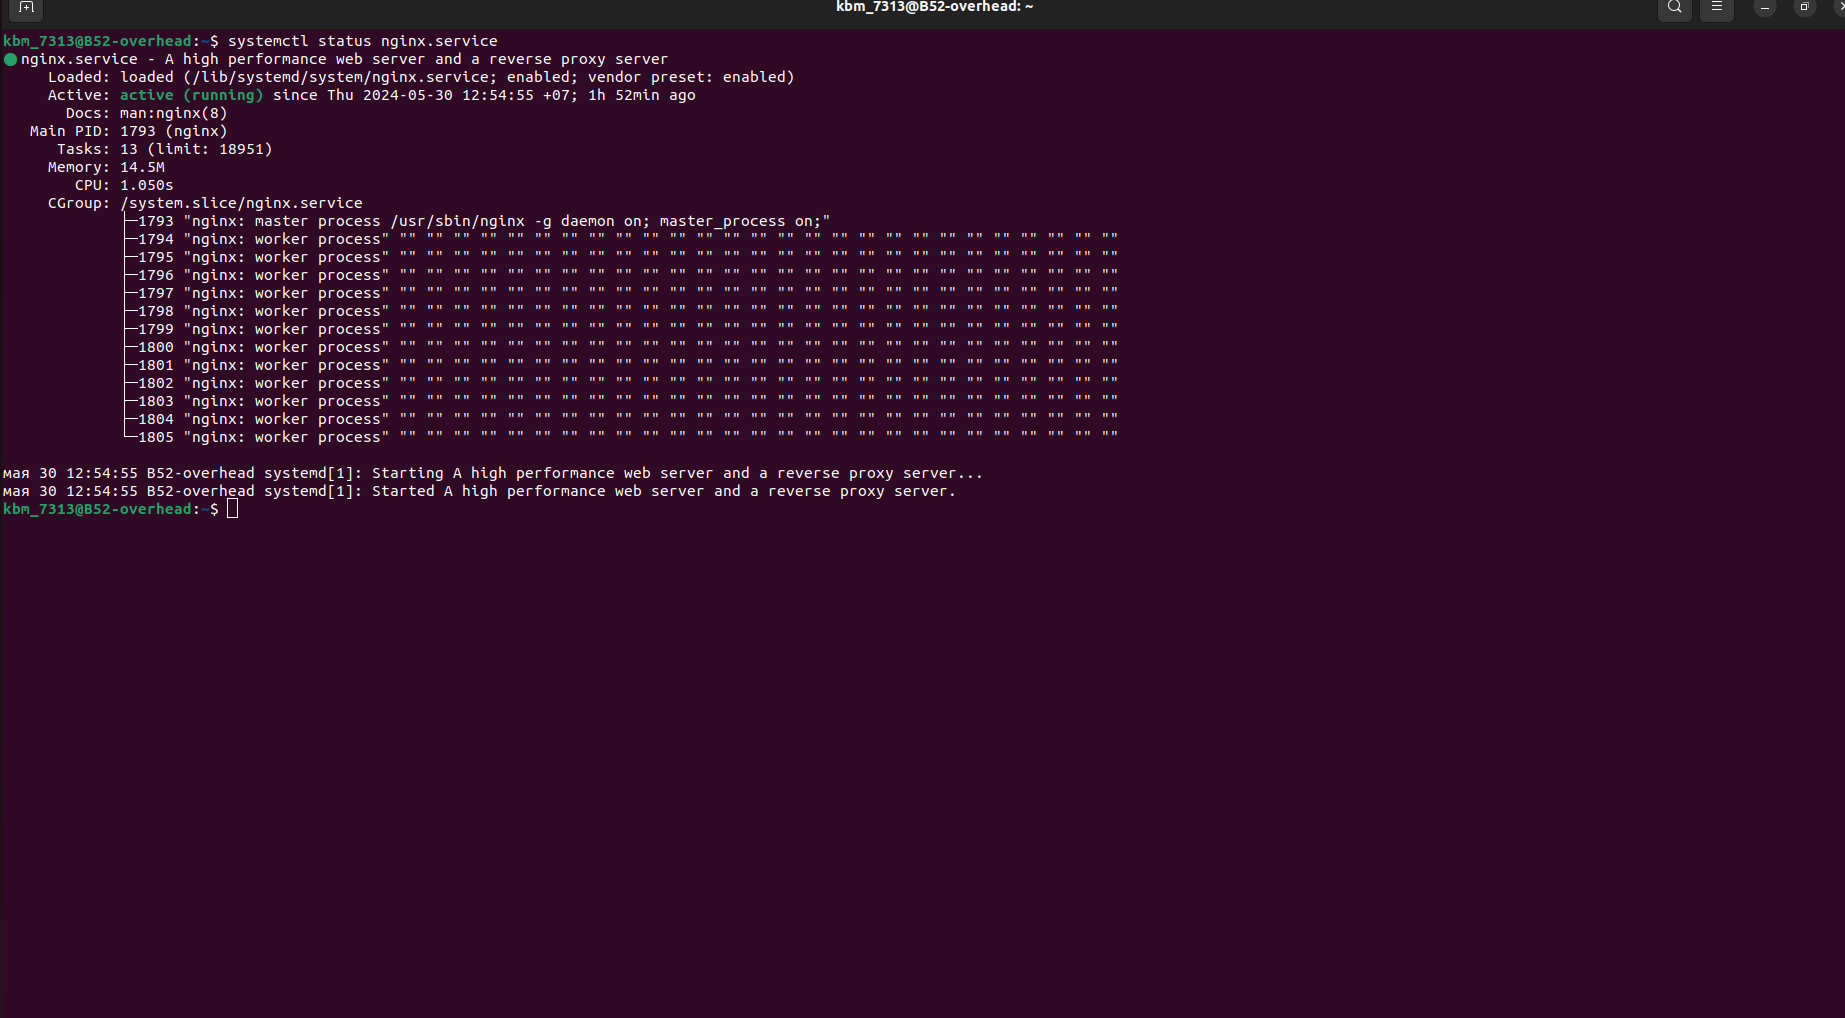 kbm_7313@B52-overhead: ~
kbm_7313@B52-overhead:~$ systemctl status nginx.service
● nginx.service - A high performance web server and a reverse proxy server
     Loaded: loaded (/lib/systemd/system/nginx.service; enabled; vendor preset: enabled)
     Active: active (running) since Thu 2024-05-30 12:54:55 +07; 1h 52min ago
       Docs: man:nginx(8)
   Main PID: 1793 (nginx)
      Tasks: 13 (limit: 18951)
     Memory: 14.5M
        CPU: 1.050s
     CGroup: /system.slice/nginx.service
             ├─1793 "nginx: master process /usr/sbin/nginx -g daemon on; master_process on;"
             ├─1794 "nginx: worker process" "" "" "" "" "" "" "" "" "" "" "" "" "" "" "" "" "" "" "" "" "" "" "" "" "" "" ""
             ├─1795 "nginx: worker process" "" "" "" "" "" "" "" "" "" "" "" "" "" "" "" "" "" "" "" "" "" "" "" "" "" "" ""
             ├─1796 "nginx: worker process" "" "" "" "" "" "" "" "" "" "" "" "" "" "" "" "" "" "" "" "" "" "" "" "" "" "" ""
             ├─1797 "nginx: worker process" "" "" "" "" "" "" "" "" "" "" "" "" "" "" "" "" "" "" "" "" "" "" "" "" "" "" ""
             ├─1798 "nginx: worker process" "" "" "" "" "" "" "" "" "" "" "" "" "" "" "" "" "" "" "" "" "" "" "" "" "" "" ""
             ├─1799 "nginx: worker process" "" "" "" "" "" "" "" "" "" "" "" "" "" "" "" "" "" "" "" "" "" "" "" "" "" "" ""
             ├─1800 "nginx: worker process" "" "" "" "" "" "" "" "" "" "" "" "" "" "" "" "" "" "" "" "" "" "" "" "" "" "" ""
             ├─1801 "nginx: worker process" "" "" "" "" "" "" "" "" "" "" "" "" "" "" "" "" "" "" "" "" "" "" "" "" "" "" ""
             ├─1802 "nginx: worker process" "" "" "" "" "" "" "" "" "" "" "" "" "" "" "" "" "" "" "" "" "" "" "" "" "" "" ""
             ├─1803 "nginx: worker process" "" "" "" "" "" "" "" "" "" "" "" "" "" "" "" "" "" "" "" "" "" "" "" "" "" "" ""
             ├─1804 "nginx: worker process" "" "" "" "" "" "" "" "" "" "" "" "" "" "" "" "" "" "" "" "" "" "" "" "" "" "" ""
             └─1805 "nginx: worker process" "" "" "" "" "" "" "" "" "" "" "" "" "" "" "" "" "" "" "" "" "" "" "" "" "" "" ""
мая 30 12:54:55 B52-overhead systemd[1]: Starting A high performance web server and a reverse proxy server...
мая 30 12:54:55 B52-overhead systemd[1]: Started A high performance web server and a reverse proxy server.
kbm_7313@B52-overhead:~$